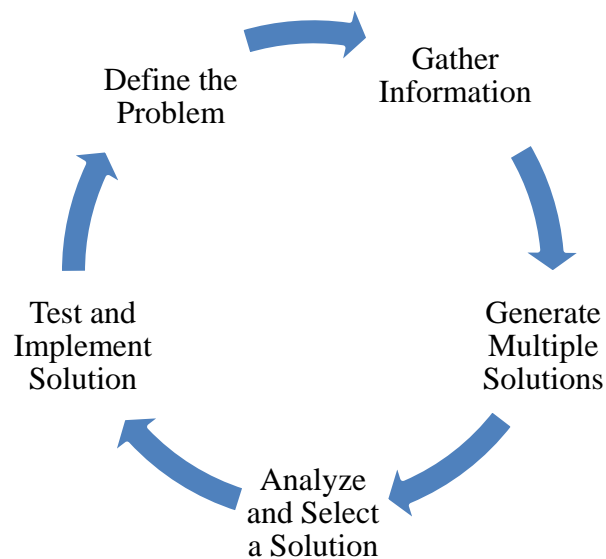 Define the
Problem
Gather
Information
Generate
Multiple
Solutions
Analyze
and Select
a Solution
Test and
Implement
Solution